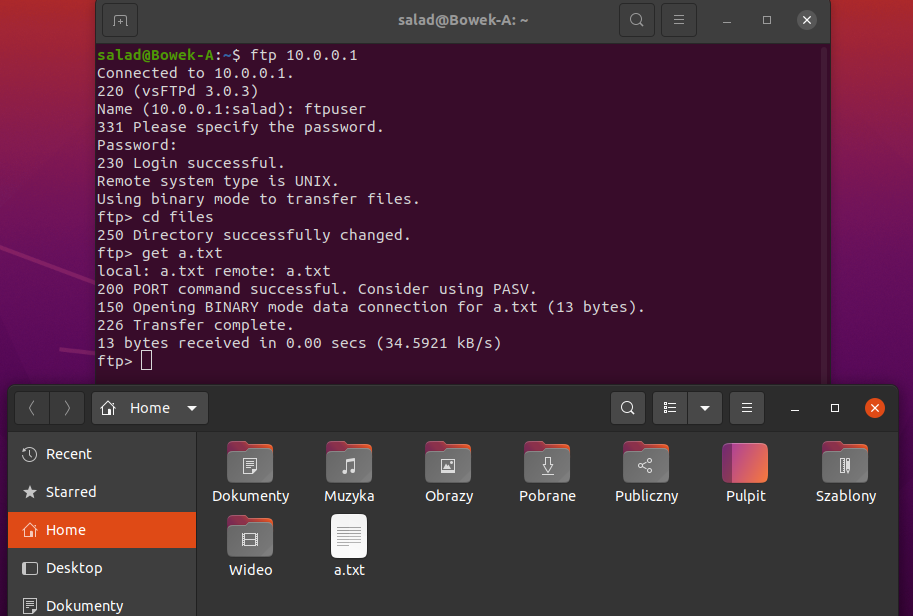 salad@Bowek-A: ~
salad@Bowek-A:~$ ftp 10.0.0.1
Connected to 10.0.0.1.
220 (vsFTPd 3.0.3)
Name (10.0.0.1:salad): ftpuser
331 Please specify the password.
Password:
230 Login successful.
Remote system type is UNIX.
Using binary mode to transfer files.
ftp> cd files
250 Directory successfully changed.
ftp> get a.txt
local: a.txt remote: a.txt
200 PORT command successful. Consider using PASV.
150 Opening BINARY mode data connection for a.txt (13 bytes).
226 Transfer complete.
13 bytes received in 0.00 secs (34.5921 kB/s)
ftp>
Home
Recent
Starred
Home
Desktop
Dokumenty
Dokumenty Muzyka Obrazy Pobrane Publiczny Pulpit Szablony
Wideo a.txt